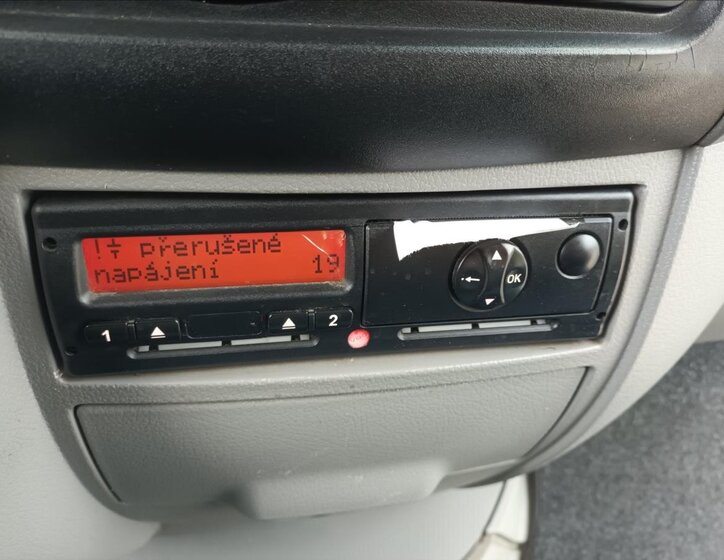 ! ÷ přerušené
napájení 19
1 2
OK